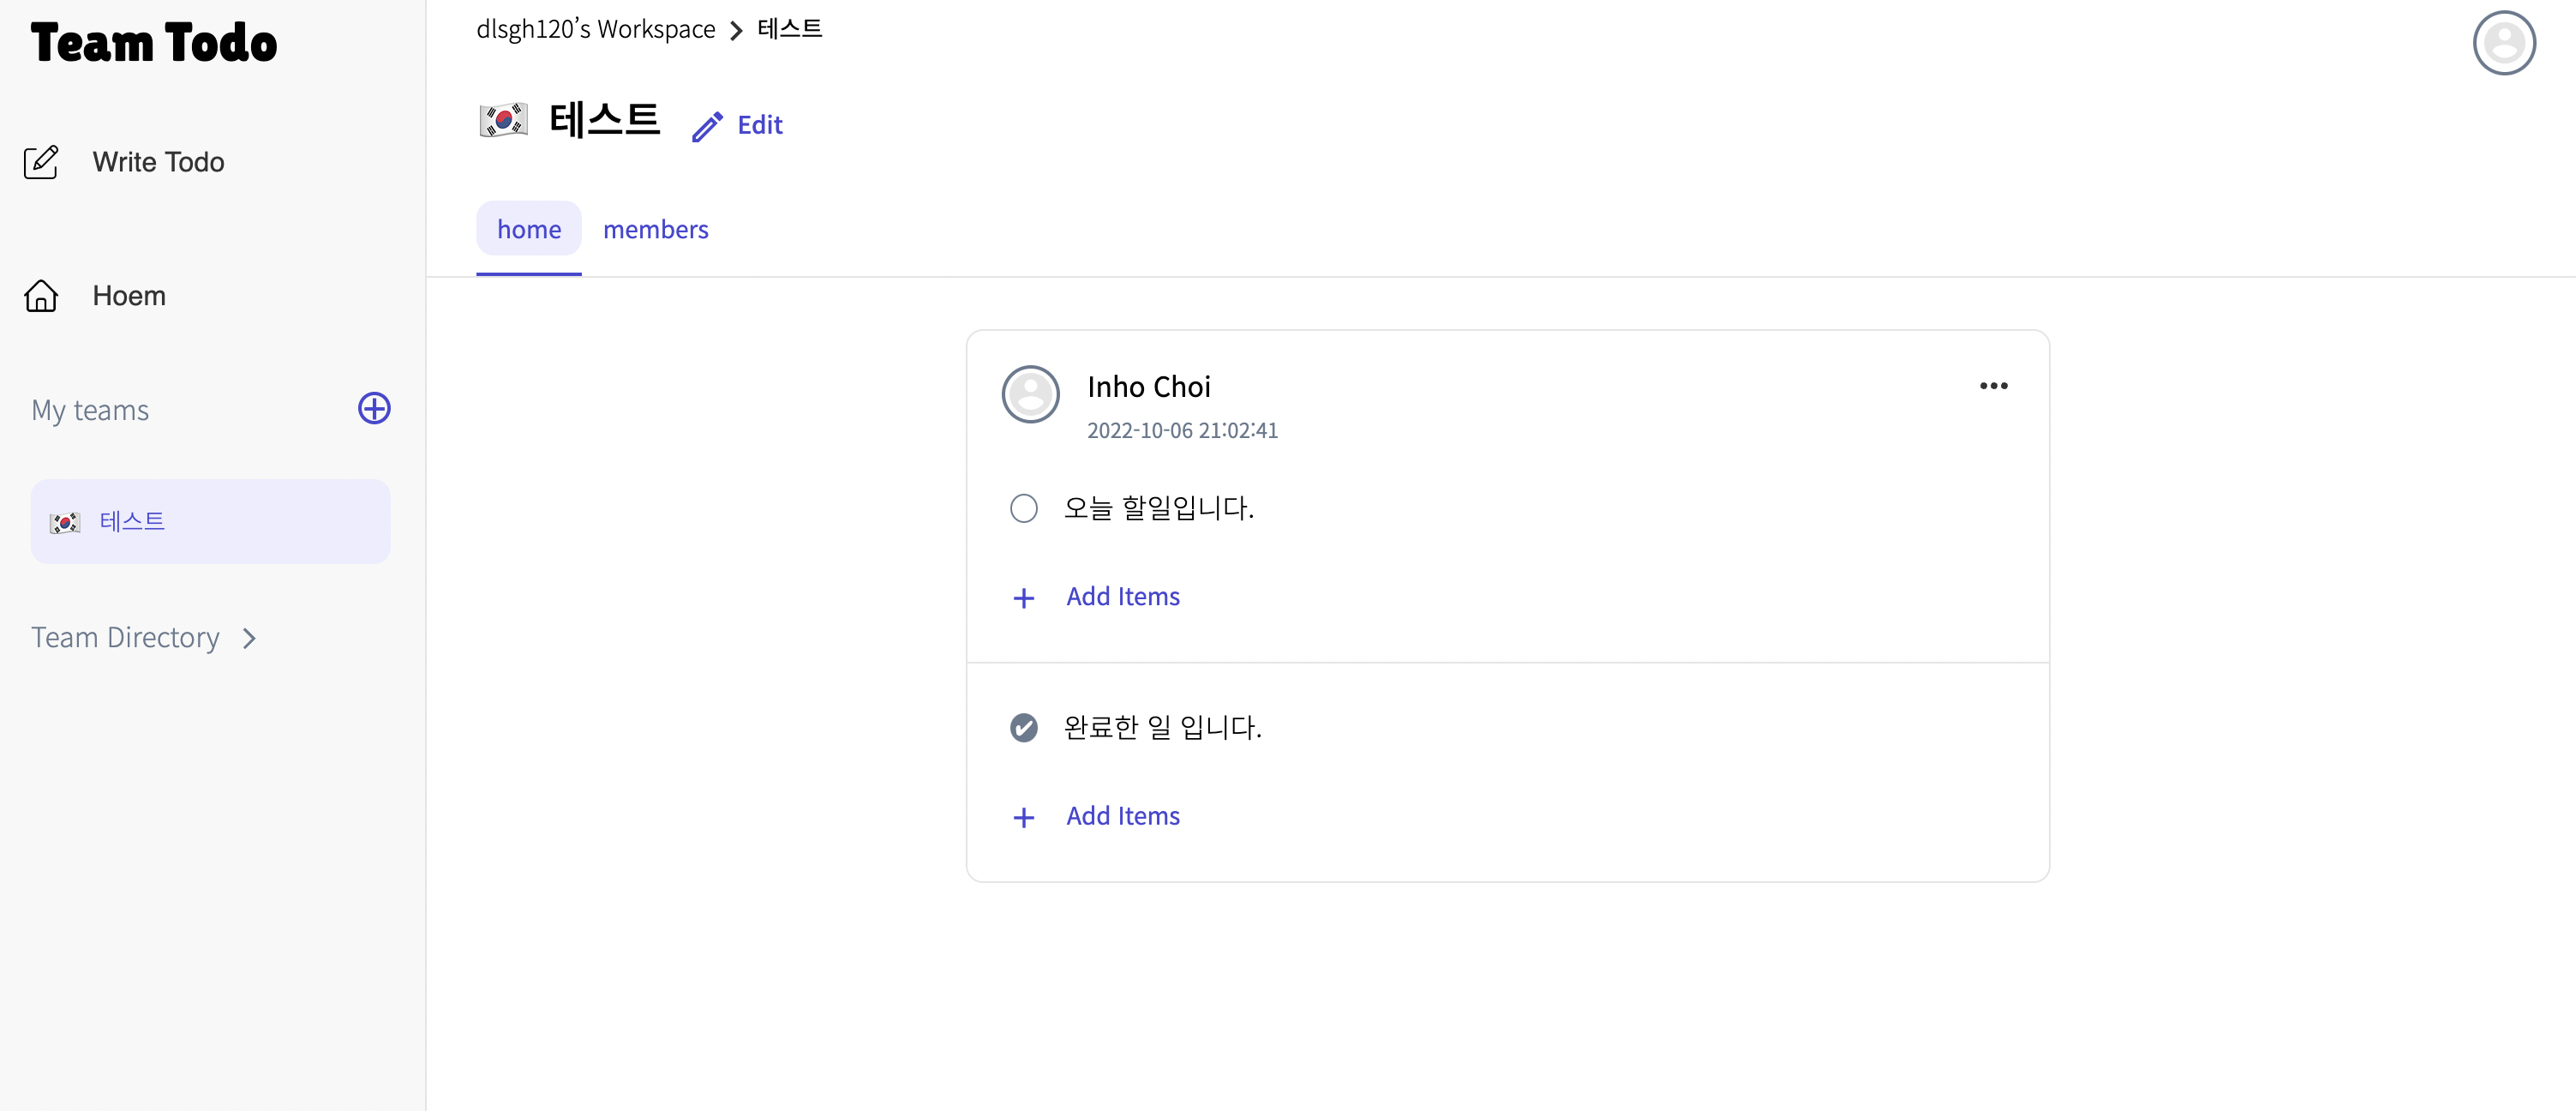 Team Todo
Write Todo
Hoem
My teams
테스트
Team Directory
dlsgh120’s Workspace 테스트
테스트 Edit
home members
Inho Choi
2022-10-06 21:02:41
오늘 할일입니다.
Add Items
완료한 일 입니다.
Add Items